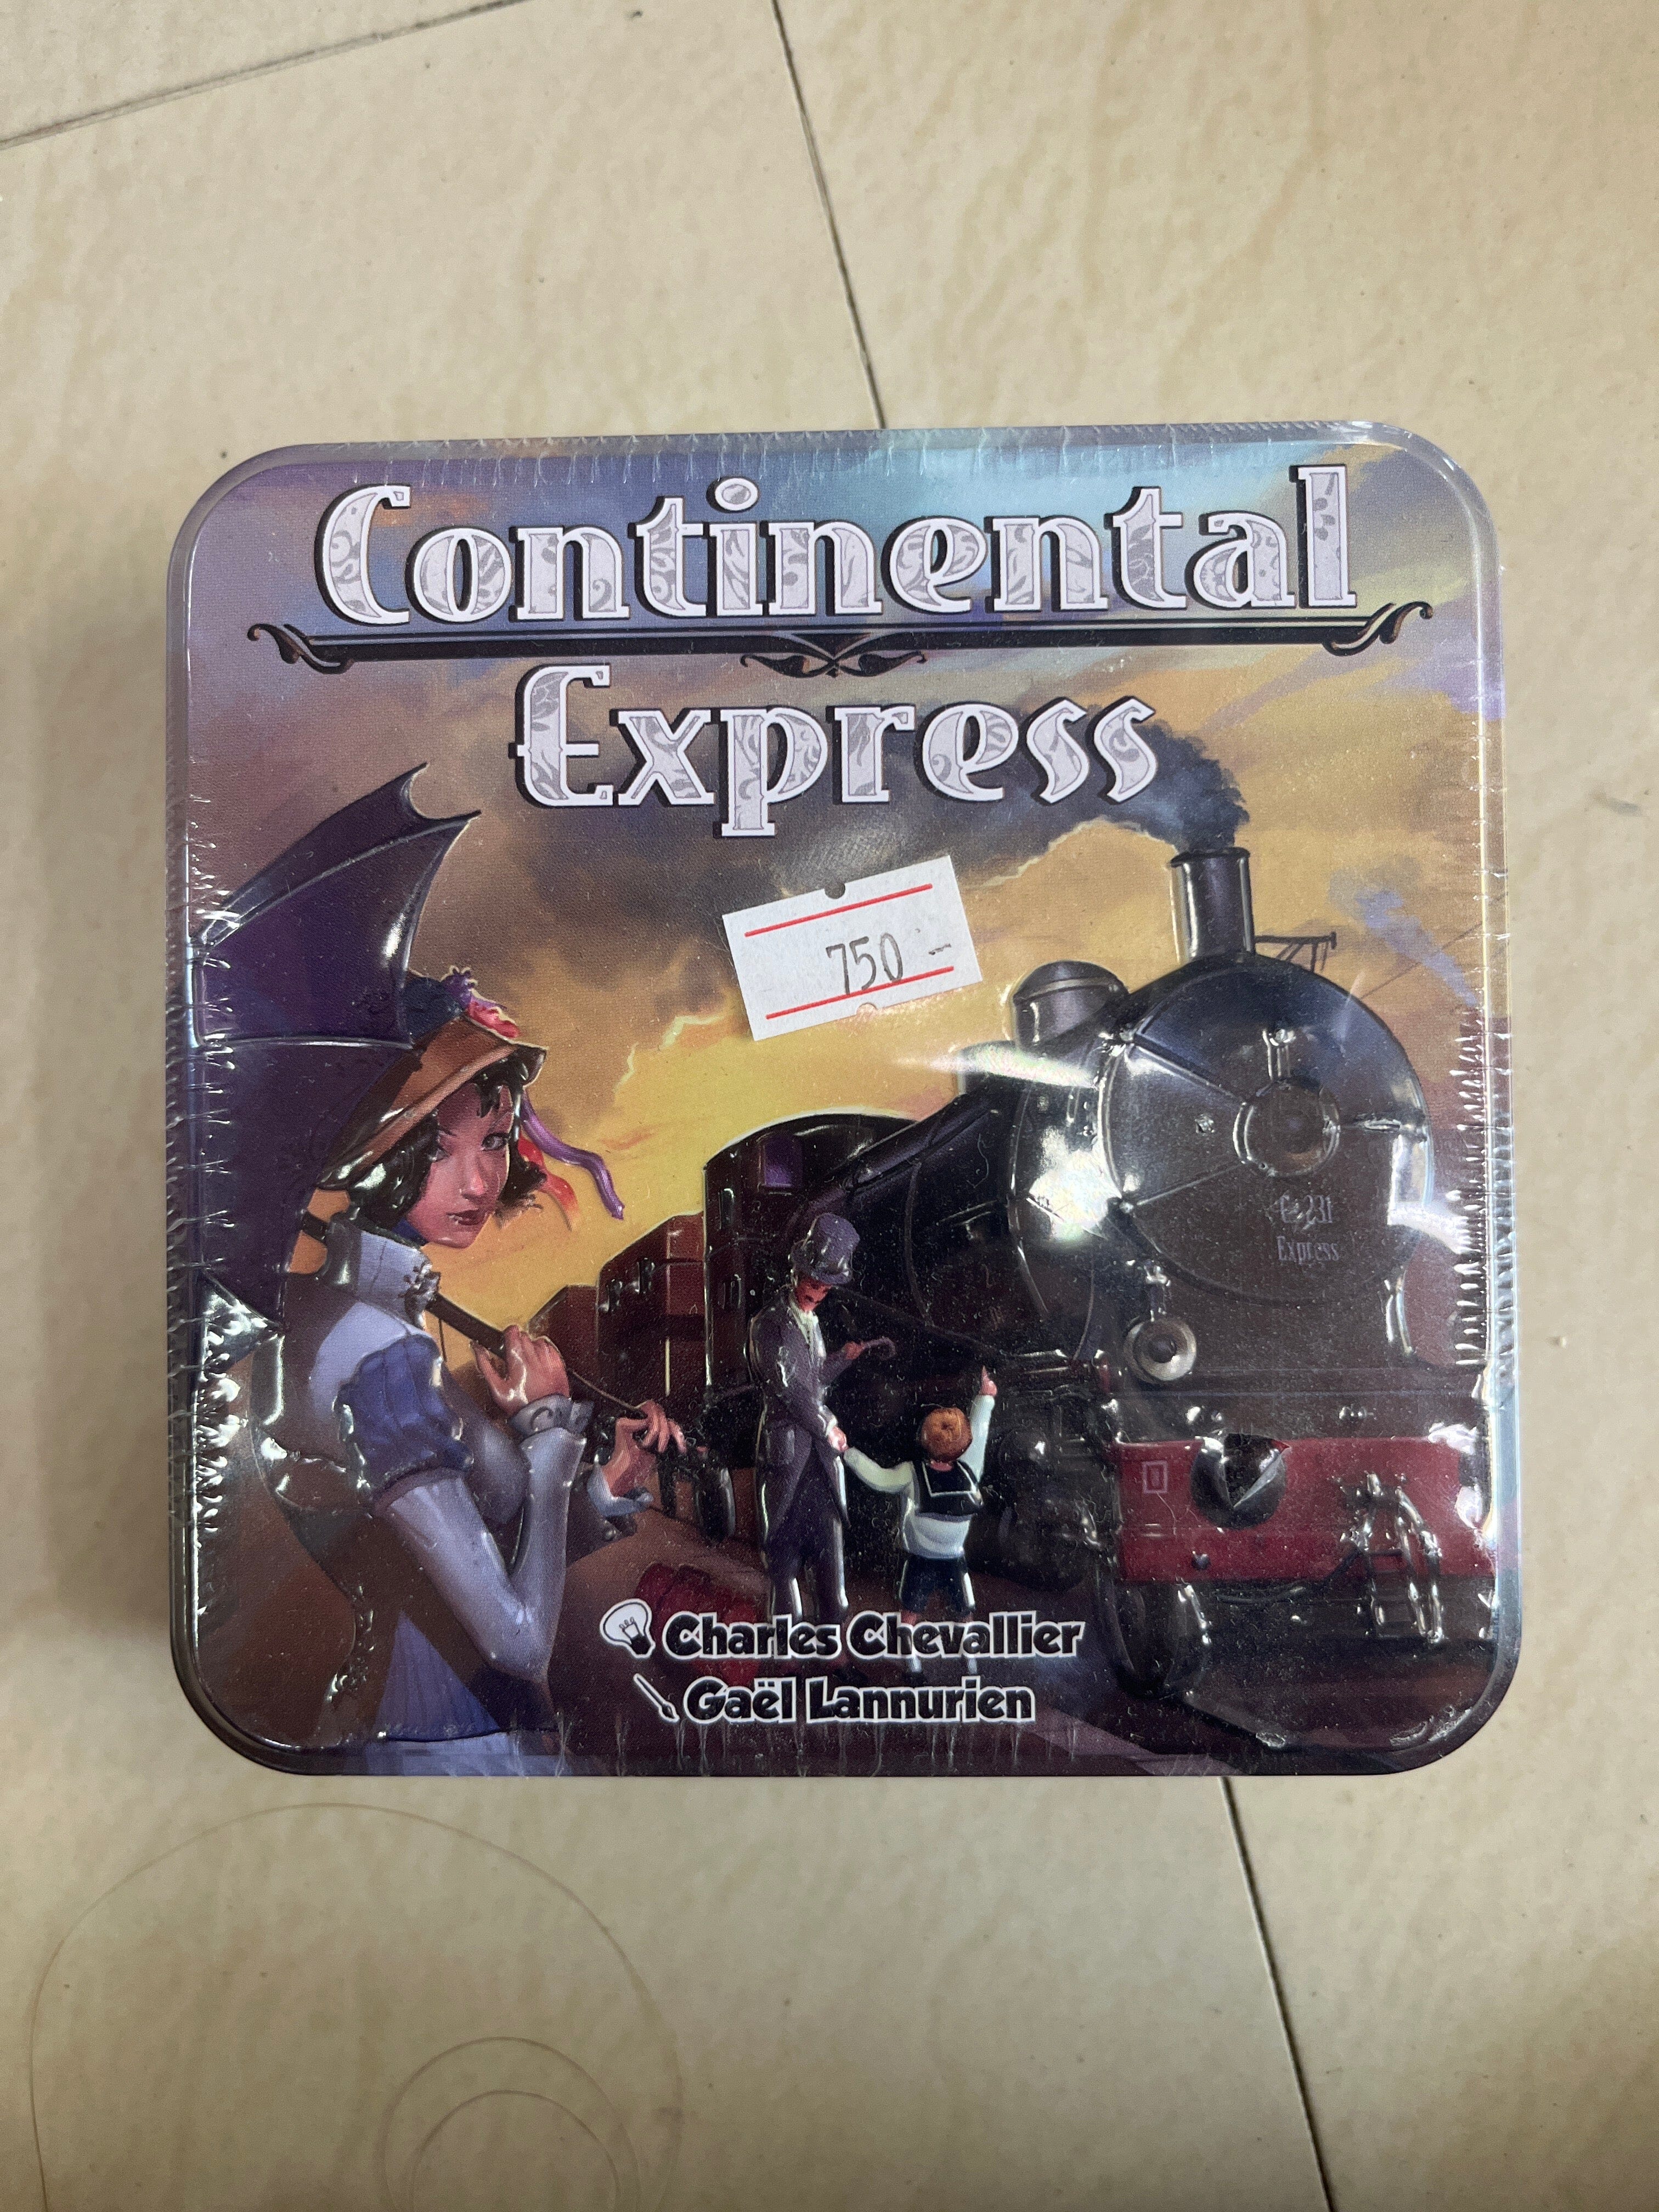 Continental
Express
750 -
Express
Charles Chevallier
Gaël Lannurien